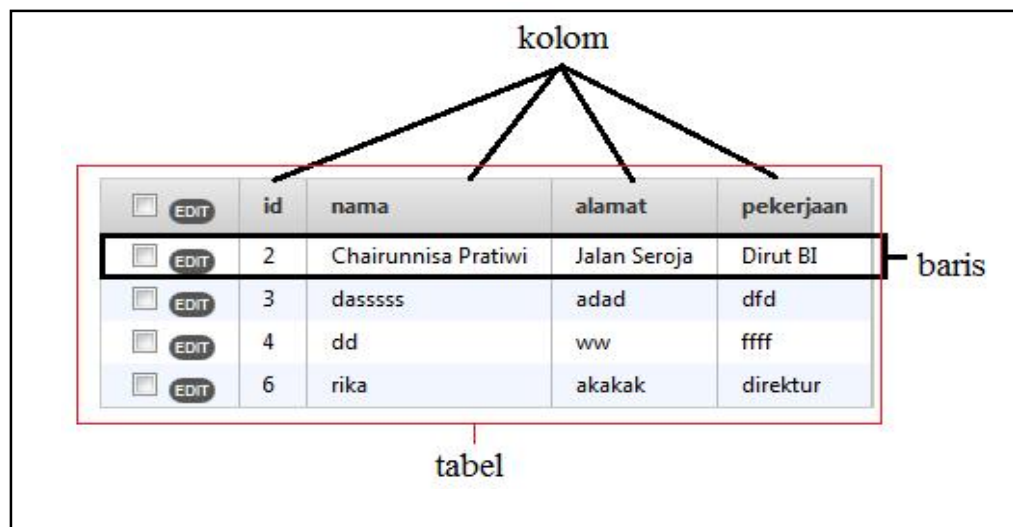 kolom
EDIT id nama alamat pekerjaan
EDIT 2 Chairunnisa Pratiwi Jalan Seroja Dirut BI
baris
EDIT 3 dasssss adad dfd
EDIT 4 dd ww ffff
EDIT 6 rika akakak direktur
tabel